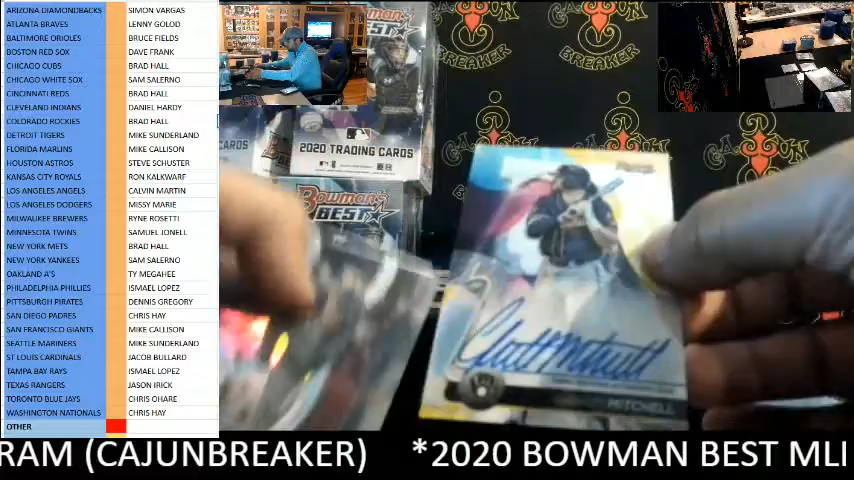 ARIZONA DIAMONDBACKS SIMON VARGAS
ATLANTA BRAVES LENNY GOLOD
BALTIMORE ORIOLES BRUCE FIELDS
BOSTON RED SOX DAVE FRANK
CHICAGO CUBS BRAD HALL
CHICAGO WHITE SOX SAM SALERNO
CINCINNATI REDS BRAD HALL
CLEVELAND INDIANS DANIEL HARDY
COLORADO ROCKIES BRAD HALL
DETROIT TIGERS MIKE SUNDERLAND
FLORIDA MARLINS MIKE CALLISON
HOUSTON ASTROS STEVE SCHUSTER
KANSAS CITY ROYALS RON KALKWARF
LOS ANGELES ANGELS CALVIN MARTIN
LOS ANGELES DODGERS MISSY MARIE
MILWAUKEE BREWERS RYNE ROSETTI
MINNESOTA TWINS SAMUEL JONELL
NEW YORK METS BRAD HALL
NEW YORK YANKEES SAM SALERNO
OAKLAND A'S TY MEGAHEE
PHILADELPHIA PHILLIES ISMAEL LOPEZ
PITTSBURGH PIRATES DENNIS GREGORY
SAN DIEGO PADRES CHRIS HAY
SAN FRANCISCO GIANTS MIKE CALLISON
SEATTLE MARINERS MIKE SUNDERLAND
ST LOUIS CARDINALS JACOB BULLARD
TAMPA BAY RAYS ISMAEL LOPEZ
TEXAS RANGERS JASON IRICK
TORONTO BLUE JAYS CHRIS OHARE
WASHINGTON NATIONALS CHRIS HAY
OTHER
Bowman's
BEST
CARDS
2020 TRADING CARDS
Bowman's
BEST
BREAKER
BREAKER
MITCHELL
RAM (CAJUNBREAKER) *2020 BOWMAN BEST MLI